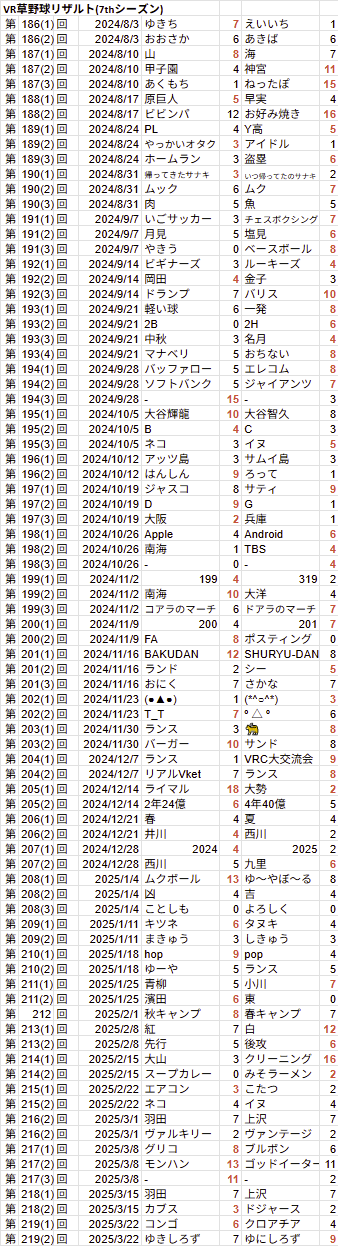 VR草野球リザルト(7thシーズン)
第 186(1) 回 2024/8/3 ゆきち 7 えいいち 1
第 186(2) 回 2024/8/3 おおさか 6 あきば 6
第 187(1) 回 2024/8/10 山 8 海 7
第 187(2) 回 2024/8/10 甲子園 4 神宮 11
第 187(3) 回 2024/8/10 あくもち 1 ねったぽ 15
第 188(1) 回 2024/8/17 原巨人 5 早実 4
第 188(2) 回 2024/8/17 ビビンバ 12 お好み焼き 16
第 189(1) 回 2024/8/24 PL 4 Y高 5
第 189(2) 回 2024/8/24 やっかいオタク 3 アイドル 1
第 189(3) 回 2024/8/24 ホームラン 3 盗塁 6
第 190(1) 回 2024/8/31 帰ってきたサナキ 3 いつ帰ってたのサナキ 2
第 190(2) 回 2024/8/31 ムック 6 ムク 7
第 190(3) 回 2024/8/31 肉 5 魚 5
第 191(1) 回 2024/9/7 いごサッカー 3 チェスボクシング 7
第 191(2) 回 2024/9/7 月見 5 塩見 6
第 191(3) 回 2024/9/7 やきう 0 ベースボール 8
第 192(1) 回 2024/9/14 ビギナーズ 3 ルーキーズ 4
第 192(2) 回 2024/9/14 岡田 4 金子 3
第 192(3) 回 2024/9/14 ドランプ 7 バリス 10
第 193(1) 回 2024/9/21 軽い球 6 一発 8
第 193(2) 回 2024/9/21 2B 0 2H 6
第 193(3) 回 2024/9/21 中秋 3 名月 4
第 193(4) 回 2024/9/21 マナベリ 5 おちない 8
第 194(1) 回 2024/9/28 バッファロー 5 エレコム 8
第 194(2) 回 2024/9/28 ソフトバンク 5 ジャイアンツ 7
第 194(3) 回 2024/9/28 - 15 - 3
第 195(1) 回 2024/10/5 大谷輝龍 10 大谷智久 8
第 195(2) 回 2024/10/5 B 4 C 3
第 195(3) 回 2024/10/5 ネコ 3 イヌ 5
第 196(1) 回 2024/10/12 アッツ島 3 サムイ島 3
第 196(2) 回 2024/10/12 はんしん 9 ろって 1
第 197(1) 回 2024/10/19 ジャスコ 8 サティ 9
第 197(2) 回 2024/10/19 D 9 G 1
第 197(3) 回 2024/10/19 大阪 2 兵庫 1
第 198(1) 回 2024/10/26 Apple 4 Android 6
第 198(2) 回 2024/10/26 南海 1 TBS 4
第 198(3) 回 2024/10/26 - 0 - 3
第 199(1) 回 2024/11/2 199 4 319 2
第 199(2) 回 2024/11/2 南海 10 大洋 4
第 199(3) 回 2024/11/2 コアラのマーチ 6 ドアラのマーチ 7
第 200(1) 回 2024/11/9 200 4 201 7
第 200(2) 回 2024/11/9 FA 8 ポスティング 0
第 201(1) 回 2024/11/16 BAKUDAN 12 SHURYU-DAN 8
第 201(2) 回 2024/11/16 ランド 2 シー 5
第 201(3) 回 2024/11/16 おにく 7 さかな 7
第 202(1) 回 2024/11/23 (●▲●) 1 (*^○^*) 3
第 202(2) 回 2024/11/23 T_T 7 º △ º 6
第 203(1) 回 2024/11/30 ランス 3 🐆 8
第 203(2) 回 2024/11/30 バーガー 10 サンド 8
第 204(1) 回 2024/12/7 ランス 1 VRC大交流会 9
第 204(2) 回 2024/12/7 リアルVket 7 ランス 8
第 205(1) 回 2024/12/14 ライマル 18 大勢 2
第 205(2) 回 2024/12/14 2年24億 6 4年40億 5
第 206(1) 回 2024/12/21 春 4 夏 4
第 206(2) 回 2024/12/21 井川 4 西川 2
第 207(1) 回 2024/12/28 2024 4 2025 2
第 207(2) 回 2024/12/28 西川 5 九里 6
第 208(1) 回 2025/1/4 ムクボール 13 ゆ～やぼ～る 8
第 208(2) 回 2025/1/4 凶 4 吉 4
第 208(3) 回 2025/1/4 ことしも 0 よろしく 0
第 209(1) 回 2025/1/11 キツネ 6 タヌキ 4
第 209(2) 回 2025/1/11 まきゅう 3 しきゅう 3
第 210(1) 回 2025/1/18 hop 9 pop 4
第 210(2) 回 2025/1/18 ゆーや 5 ランス 5
第 211(1) 回 2025/1/25 青柳 5 小川 7
第 211(2) 回 2025/1/25 濱田 6 東 0
第 212 回 2025/2/1 秋キャンプ 8 春キャンプ 7
第 213(1) 回 2025/2/8 紅 7 白 12
第 213(2) 回 2025/2/8 先行 5 後攻 6
第 214(1) 回 2025/2/15 大山 3 クリーニング 16
第 214(2) 回 2025/2/15 スープカレー 0 みそラーメン 2
第 215(1) 回 2025/2/22 エアコン 3 こたつ 2
第 215(2) 回 2025/2/22 ネコ 4 イヌ 4
第 216(2) 回 2025/3/1 羽田 7 上沢 7
第 216(2) 回 2025/3/1 ヴァルキリー 2 ヴァンテージ 2
第 217(1) 回 2025/3/8 グリコ 8 ブルボン 6
第 217(2) 回 2025/3/8 モンハン 13 ゴッドイーター 11
第 217(3) 回 2025/3/8 - 11 - 2
第 218(1) 回 2025/3/15 羽田 7 上沢 7
第 218(2) 回 2025/3/15 カブス 3 ドジャース 2
第 219(1) 回 2025/3/22 コンゴ 6 クロアチア 4
第 219(2) 回 2025/3/22 ゆきしろず 7 ゆにしろず 9